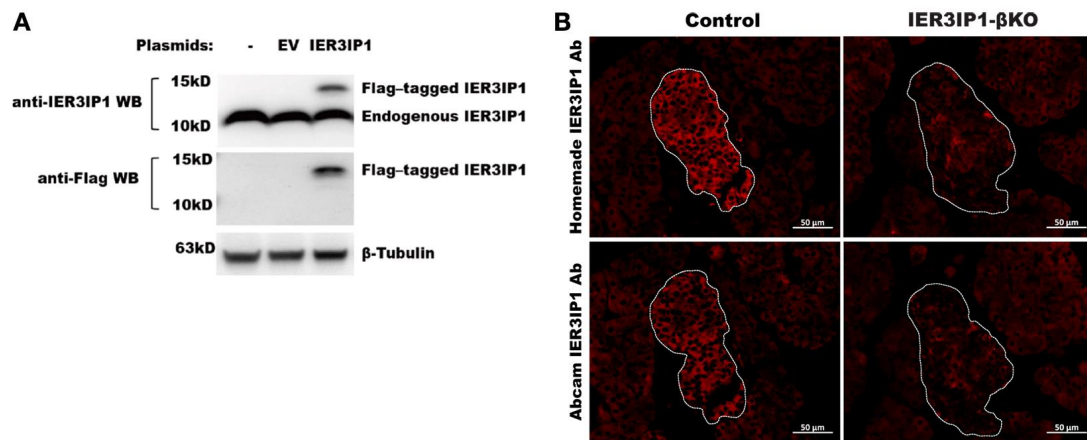 A
Plasmids: - EV IER3IP1
anti-IER3IP1 WB
15kD
10kD
Flag-tagged IER3IP1
Endogenous IER3IP1
anti-Flag WB
15kD
10kD
Flag-tagged IER3IP1
63kD
β-Tubulin
B
Control
IER3IP1-βKO
Homemade IER3IP1 Ab
50 μm
50 μm
Abcam IER3IP1 Ab
50 μm
50 μm